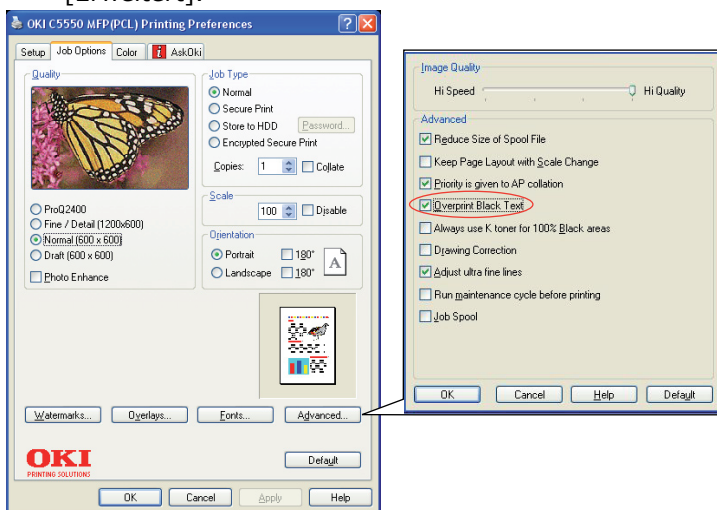 [Erweitert].
OKI C5550 MFP(PCL) Printing Preferences
Setup Job Options Color AskOki
Quality
ProQ2400
Fine / Detail (1200x600)
Normal (600 x 600)
Draft (600 x 600)
Photo Enhance
Job Type
Normal
Secure Print
Store to HDD Password...
Encrypted Secure Print
Copies: 1 Collate
Scale
100 Disable
Orientation
Portrait 180°
Landscape 180°
A
Watermarks... Overlays... Fonts... Advanced...
OKI
PRINTING SOLUTIONS
Default
OK Cancel Apply Help
Image Quality
Hi Speed Hi Quality
Advanced
Reduce Size of Spool File
Keep Page Layout with Scale Change
Priority is given to AP collation
Overprint Black Text
Always use K toner for 100% Black areas
Drawing Correction
Adjust ultra fine lines
Run maintenance cycle before printing
Job Spool
OK Cancel Help Default